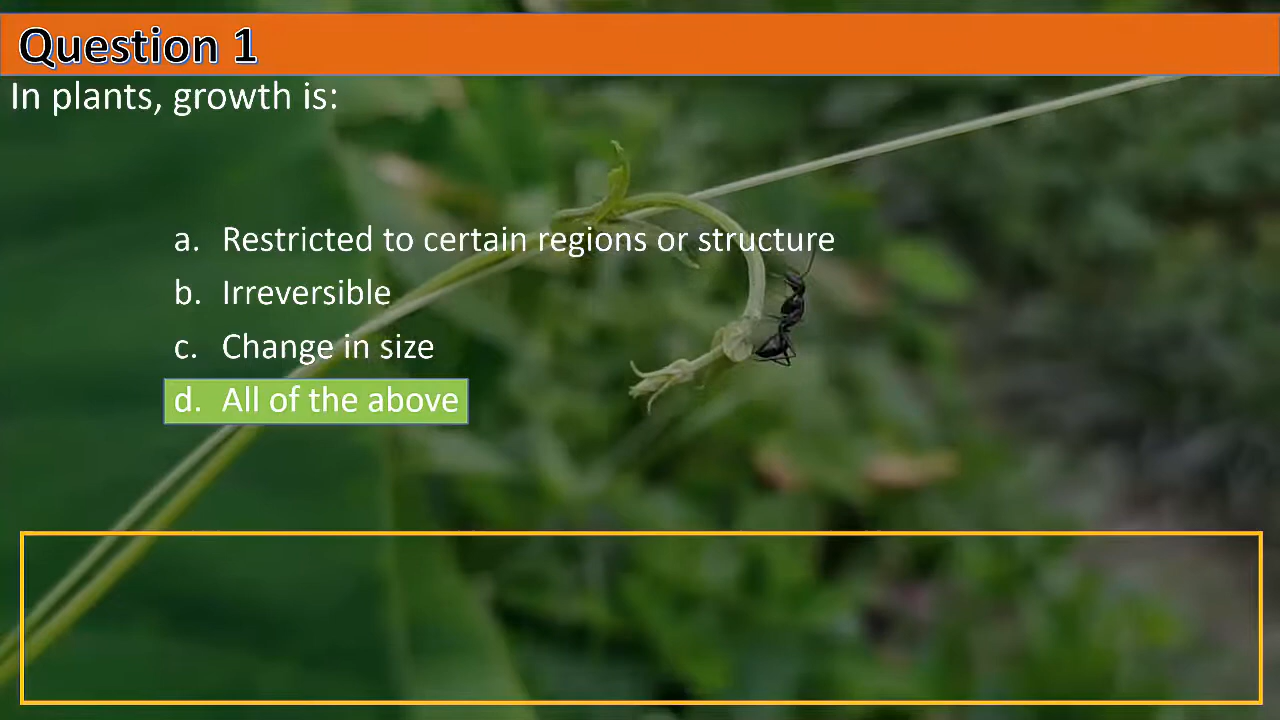 Question 1
In plants, growth is:
a. Restricted to certain regions or structure
b. Irreversible
c. Change in size
d. All of the above